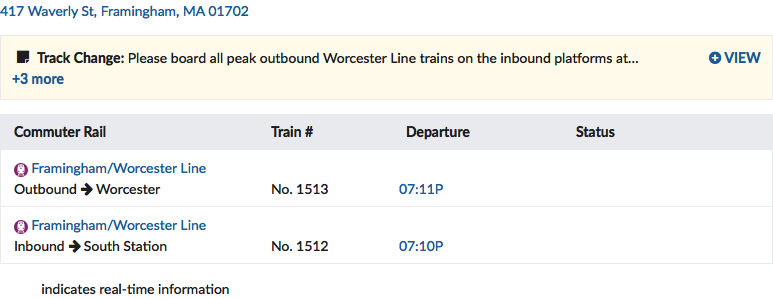 417 Waverly St, Framingham, MA 01702
Track Change: Please board all peak outbound Worcester Line trains on the inbound platforms at... VIEW
+3 more
Commuter Rail Train # Departure Status
Framingham/Worcester Line
Outbound → Worcester No. 1513 07:11P
Framingham/Worcester Line
Inbound → South Station No. 1512 07:10P
indicates real-time information